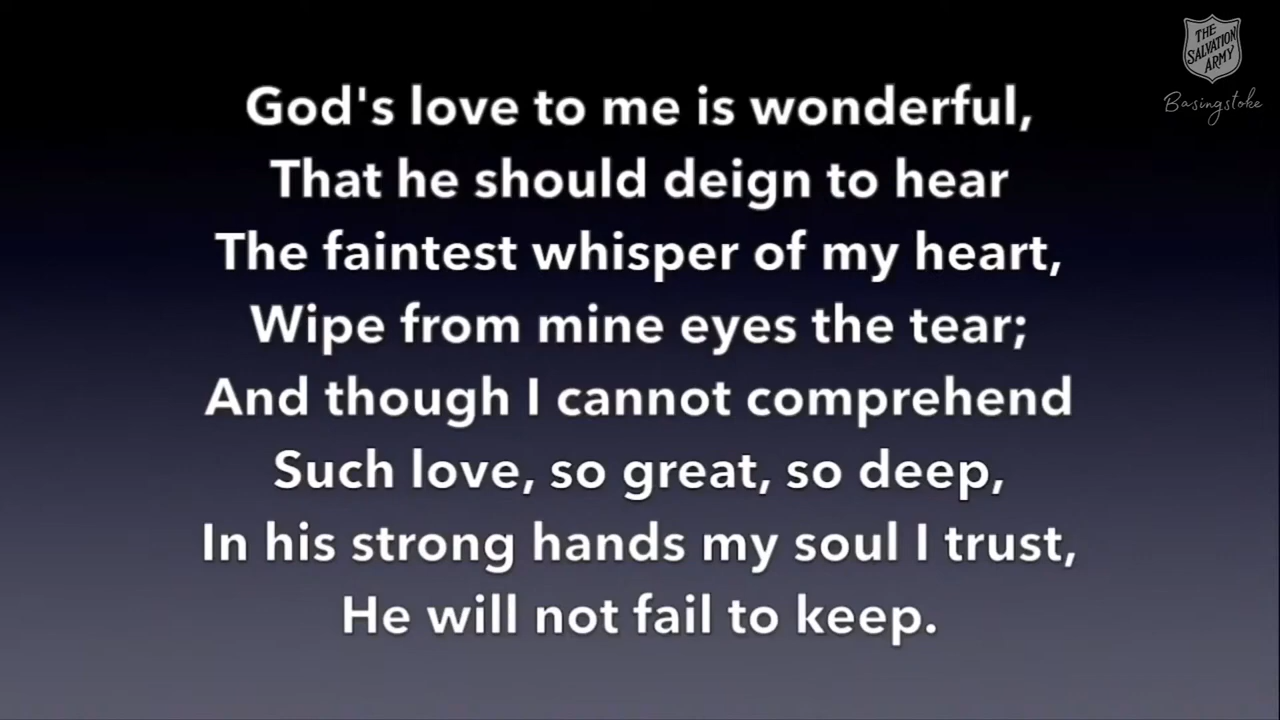 THE
SALVATION
ARMY
Basingstoke
God's love to me is wonderful,
That he should deign to hear
The faintest whisper of my heart,
Wipe from mine eyes the tear;
And though I cannot comprehend
Such love, so great, so deep,
In his strong hands my soul I trust,
He will not fail to keep.